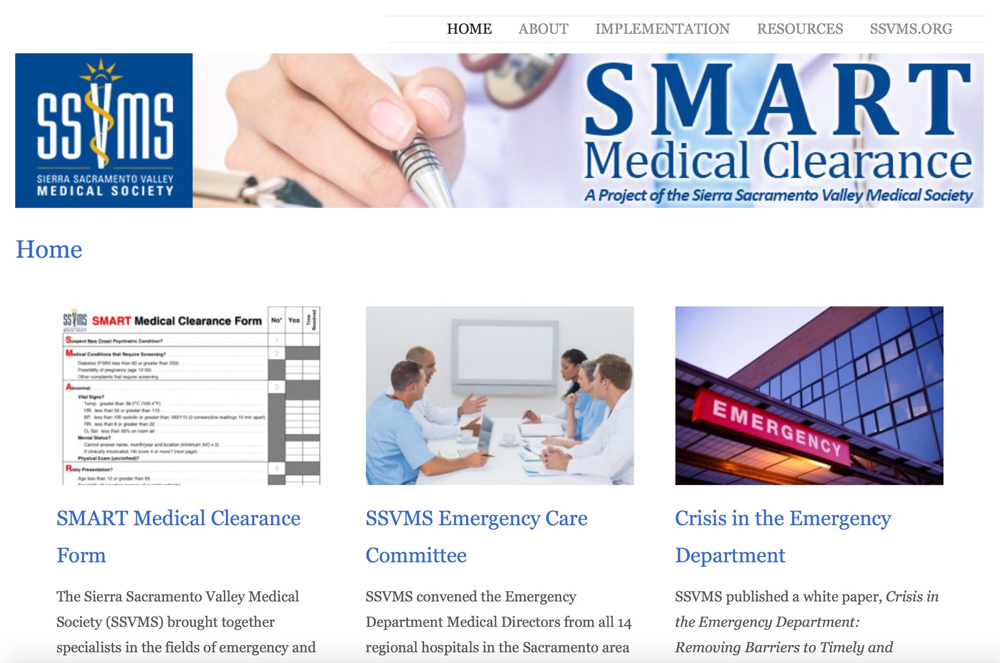 HOME ABOUT IMPLEMENTATION RESOURCES SSVMS.ORG
SSVMS
SIERRA SACRAMENTO VALLEY
MEDICAL SOCIETY
SMART
Medical Clearance
A Project of the Sierra Sacramento Valley Medical Society
Home
SSVMS SMART Medical Clearance Form No* Yes Time Resolved
Suspect New Onset Psychiatric Condition? 1
Medical Conditions that Require Screening? 2
Diabetes (FSBS less than 60 or greater than 250)
Possibility of pregnancy (age 12-50)
Other complaints that require screening
Abnormal: 3
Vital Signs?
Temp: greater than 38.0°C (100.4°F)
HR: less than 50 or greater than 110
BP: less than 100 systolic or greater than 180/110 (2 consecutive readings 15 min apart)
RR: less than 8 or greater than 22
O₂ Sat: less than 95% on room air
Mental Status?
Cannot answer name, month/year and location (minimum A/O x 3)
If clinically intoxicated, HII score 4 or more? (next page)
Physical Exam (unclothed)?
Risky Presentation? 4
Age less than 12 or greater than 55
EMERGENCY
SMART Medical Clearance
Form
The Sierra Sacramento Valley Medical
Society (SSVMS) brought together
specialists in the fields of emergency and
SSVMS Emergency Care
Committee
SSVMS convened the Emergency
Department Medical Directors from all 14
regional hospitals in the Sacramento area
Crisis in the Emergency
Department
SSVMS published a white paper, Crisis in
the Emergency Department:
Removing Barriers to Timely and